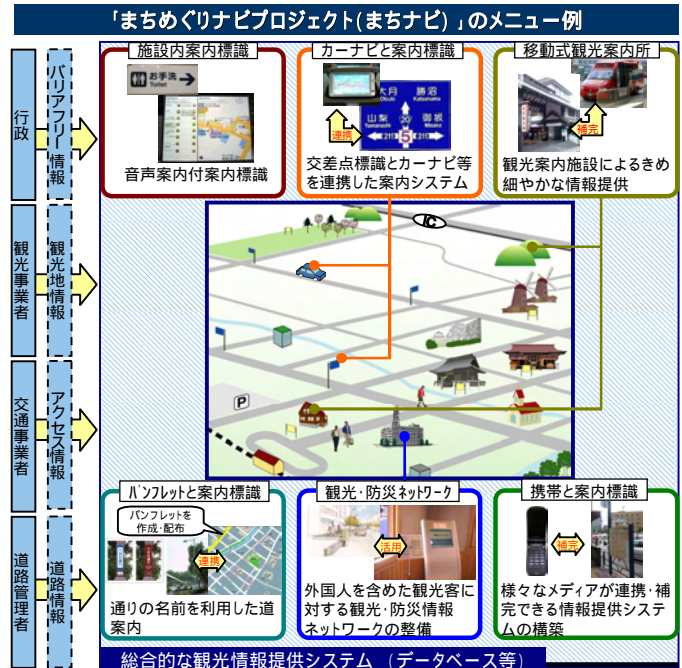 「まちめぐりナビプロジェクト(まちナビ)」のメニュー例
行政
バリアフリー情報
観光事業者
観光地情報
交通事業者
アクセス情報
道路管理者
道路情報
施設内案内標識
お手洗
Toilet
音声案内付案内標識
カーナビと案内標識
連携
大月
Otsuki
勝沼
Katsunuma
20
山梨
Yamanashi
御坂
Misaka
211
5
211
交差点標識とカーナビ等
を連携した案内システム
移動式観光案内所
補完
観光案内施設によるきめ
細やかな情報提供
IC
P
パンフレットと案内標識
パンフレットを
作成・配布
連携
通りの名前を利用した道
案内
観光・防災ネットワーク
活用
外国人を含めた観光客に
対する観光・防災情報
ネットワークの整備
携帯と案内標識
補完
様々なメディアが連携・補
完できる情報提供システ
ムの構築
総合的な観光情報提供システム （データベース等）